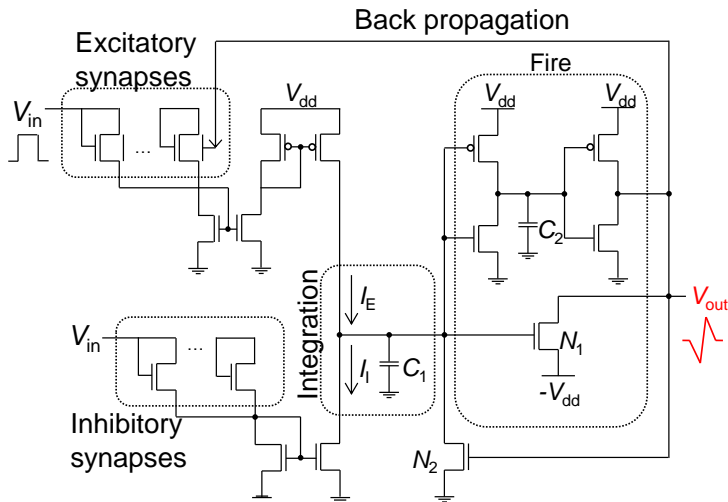 Back propagation
Excitatory
synapses
Fire
Vin
Vdd
Vdd
Vdd
...
C2
Integration
IE
Vout
Vin
...
II
C1
N1
-Vdd
Inhibitory
synapses
N2